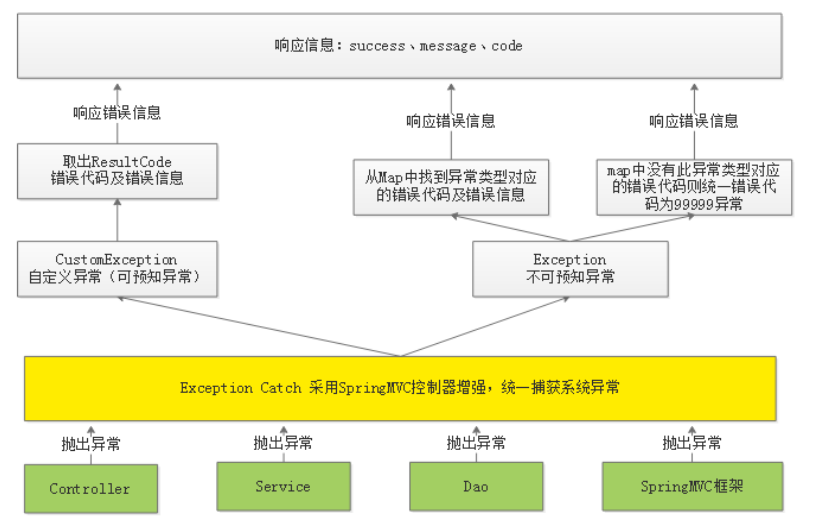 响应信息：success、message、code
响应错误信息
响应错误信息
响应错误信息
取出ResultCode
错误代码及错误信息
从Map中找到异常类型对应
的错误代码及错误信息
map中没有此异常类型对应
的错误代码则统一错误代
码为99999异常
CustomException
自定义异常（可预知异常）
Exception
不可预知异常
Exception Catch 采用SpringMVC控制器增强，统一捕获系统异常
抛出异常
抛出异常
抛出异常
抛出异常
Controller
Service
Dao
SpringMVC框架